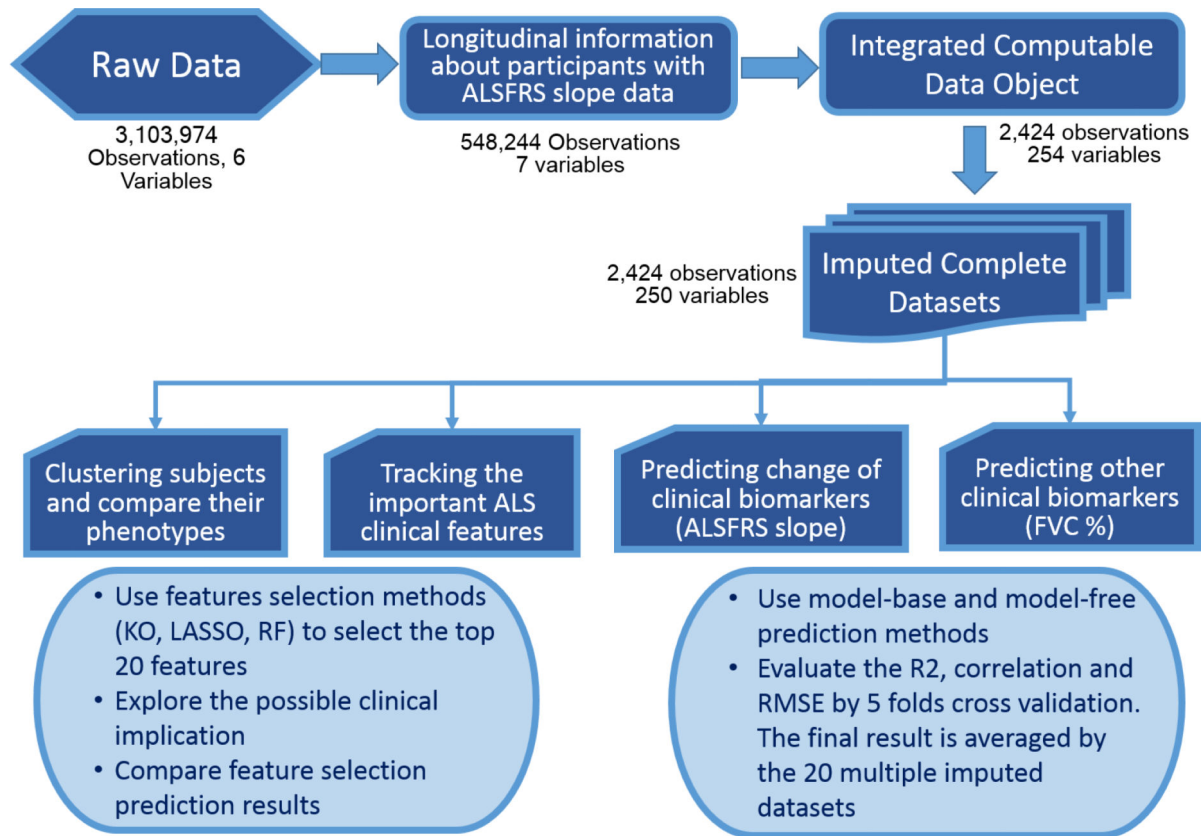 Raw Data
3,103,974
Observations, 6
Variables
Longitudinal information
about participants with
ALSFRS slope data
548,244 Observations
7 variables
Integrated Computable
Data Object
2,424 observations
254 variables
Imputed Complete
Datasets
2,424 observations
250 variables
Clustering subjects
and compare their
phenotypes
Tracking the
important ALS
clinical features
Predicting change of
clinical biomarkers
(ALSFRS slope)
Predicting other
clinical biomarkers
(FVC %)
• Use features selection methods
(KO, LASSO, RF) to select the top
20 features
• Explore the possible clinical
implication
• Compare feature selection
prediction results
• Use model-base and model-free
prediction methods
• Evaluate the R2, correlation and
RMSE by 5 folds cross validation.
The final result is averaged by
the 20 multiple imputed
datasets